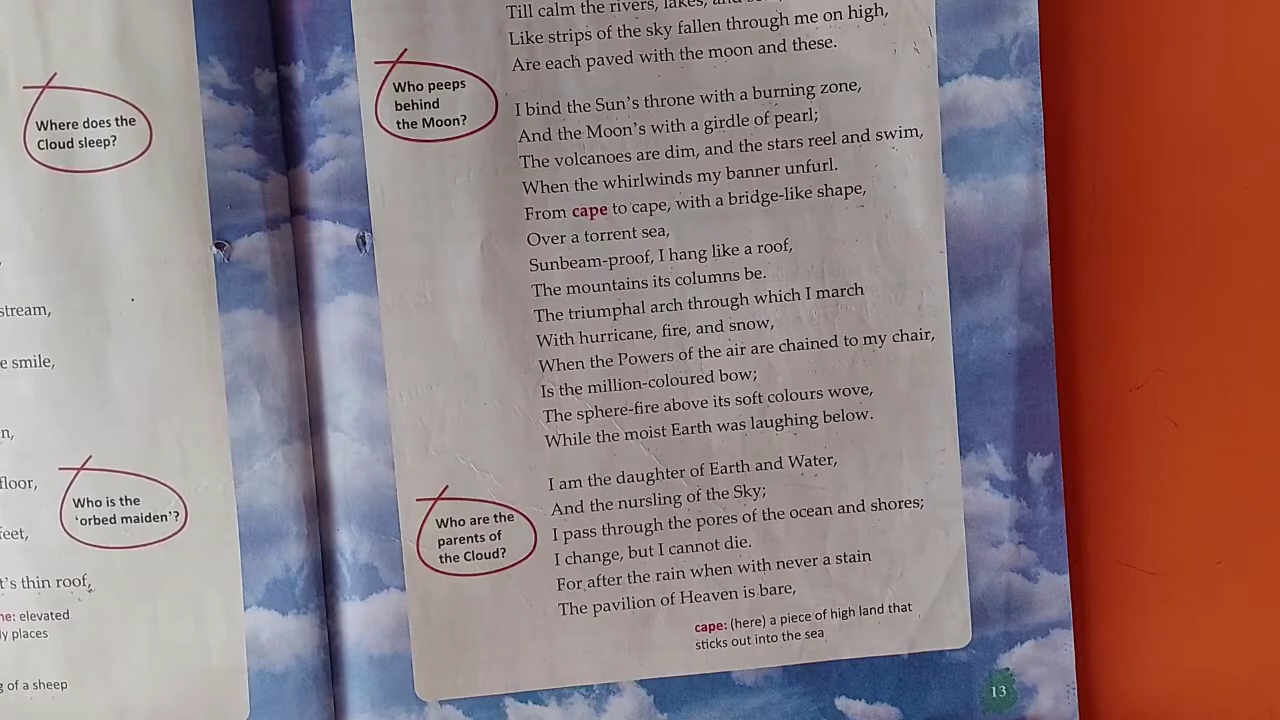 Where does the
Cloud sleep?
stream,
e smile,
n,
floor,
Who is the
'orbed maiden'?
feet,
t's thin roof,
ne: elevated
ly places
g of a sheep
Till calm the rivers, lakes,
Like strips of the sky fallen through me on high,
Are each paved with the moon and these.
Who peeps
behind
the Moon?
I bind the Sun's throne with a burning zone,
And the Moon's with a girdle of pearl;
The volcanoes are dim, and the stars reel and swim,
When the whirlwinds my banner unfurl.
From cape to cape, with a bridge-like shape,
Over a torrent sea,
Sunbeam-proof, I hang like a roof,
The mountains its columns be.
The triumphal arch through which I march
With hurricane, fire, and snow,
When the Powers of the air are chained to my chair,
Is the million-coloured bow;
The sphere-fire above its soft colours wove,
While the moist Earth was laughing below.
Who are the
parents of
the Cloud?
I am the daughter of Earth and Water,
And the nursling of the Sky;
I pass through the pores of the ocean and shores;
I change, but I cannot die.
For after the rain when with never a stain
The pavilion of Heaven is bare,
cape: (here) a piece of high land that
sticks out into the sea
13